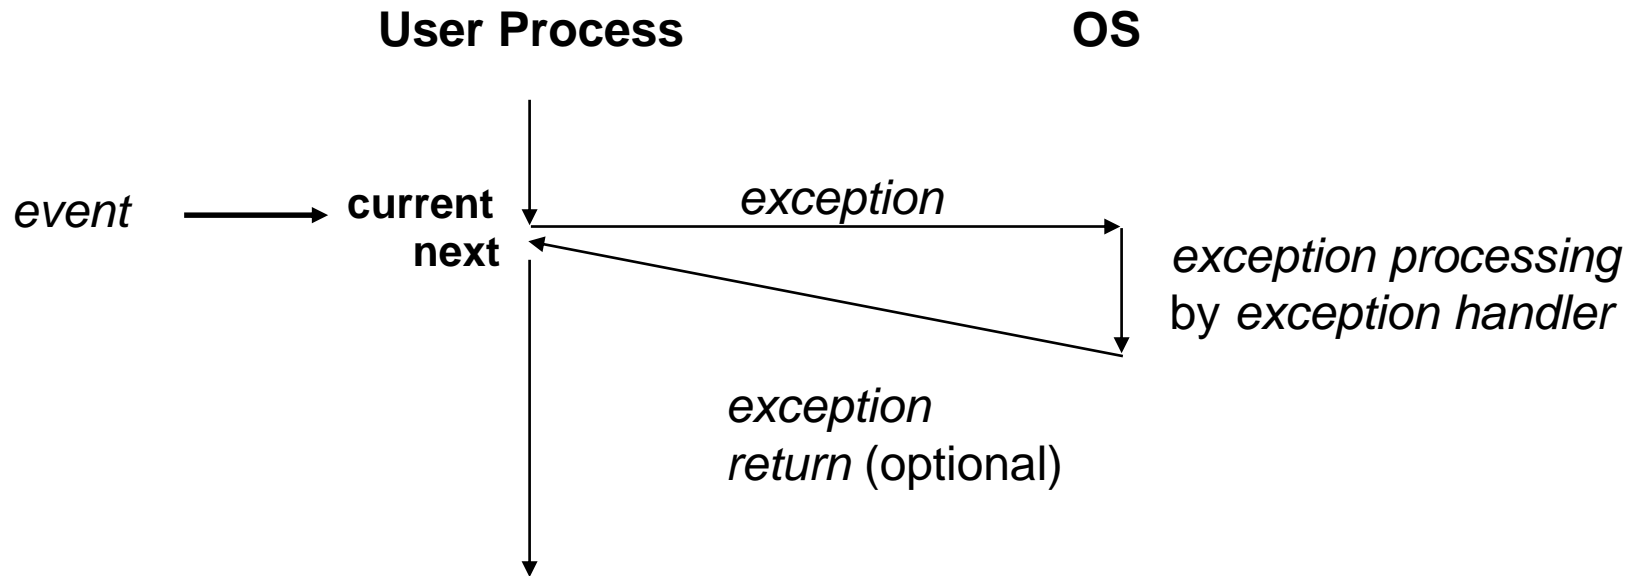 User Process
OS
event
current
next
exception
exception processing
by exception handler
exception
return (optional)